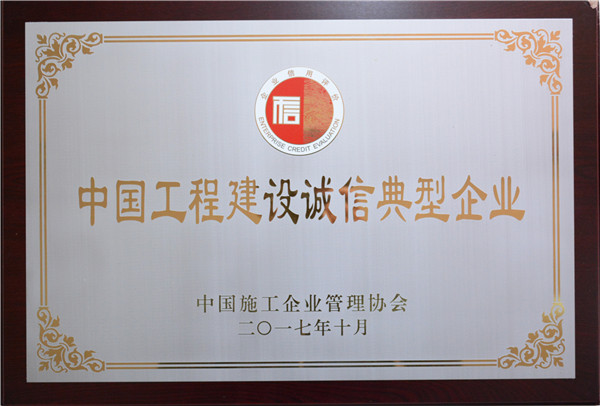 企业信用评价
信
ENTERPRISE CREDIT EVALUATION
中国工程建设诚信典型企业
中国施工企业管理协会
二〇一七年十月